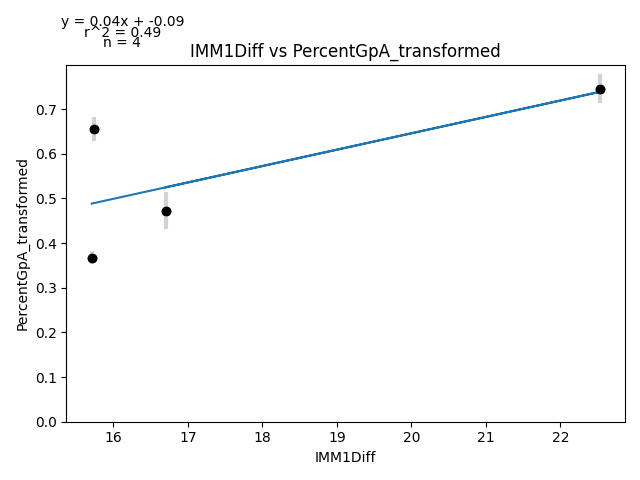 y = 0.04x + -0.09
r^2 = 0.49
n = 4
IMM1Diff vs PercentGpA_transformed
PercentGpA_transformed
0.7
0.6
0.5
0.4
0.3
0.2
0.1
0.0
16 17 18 19 20 21 22
IMM1Diff